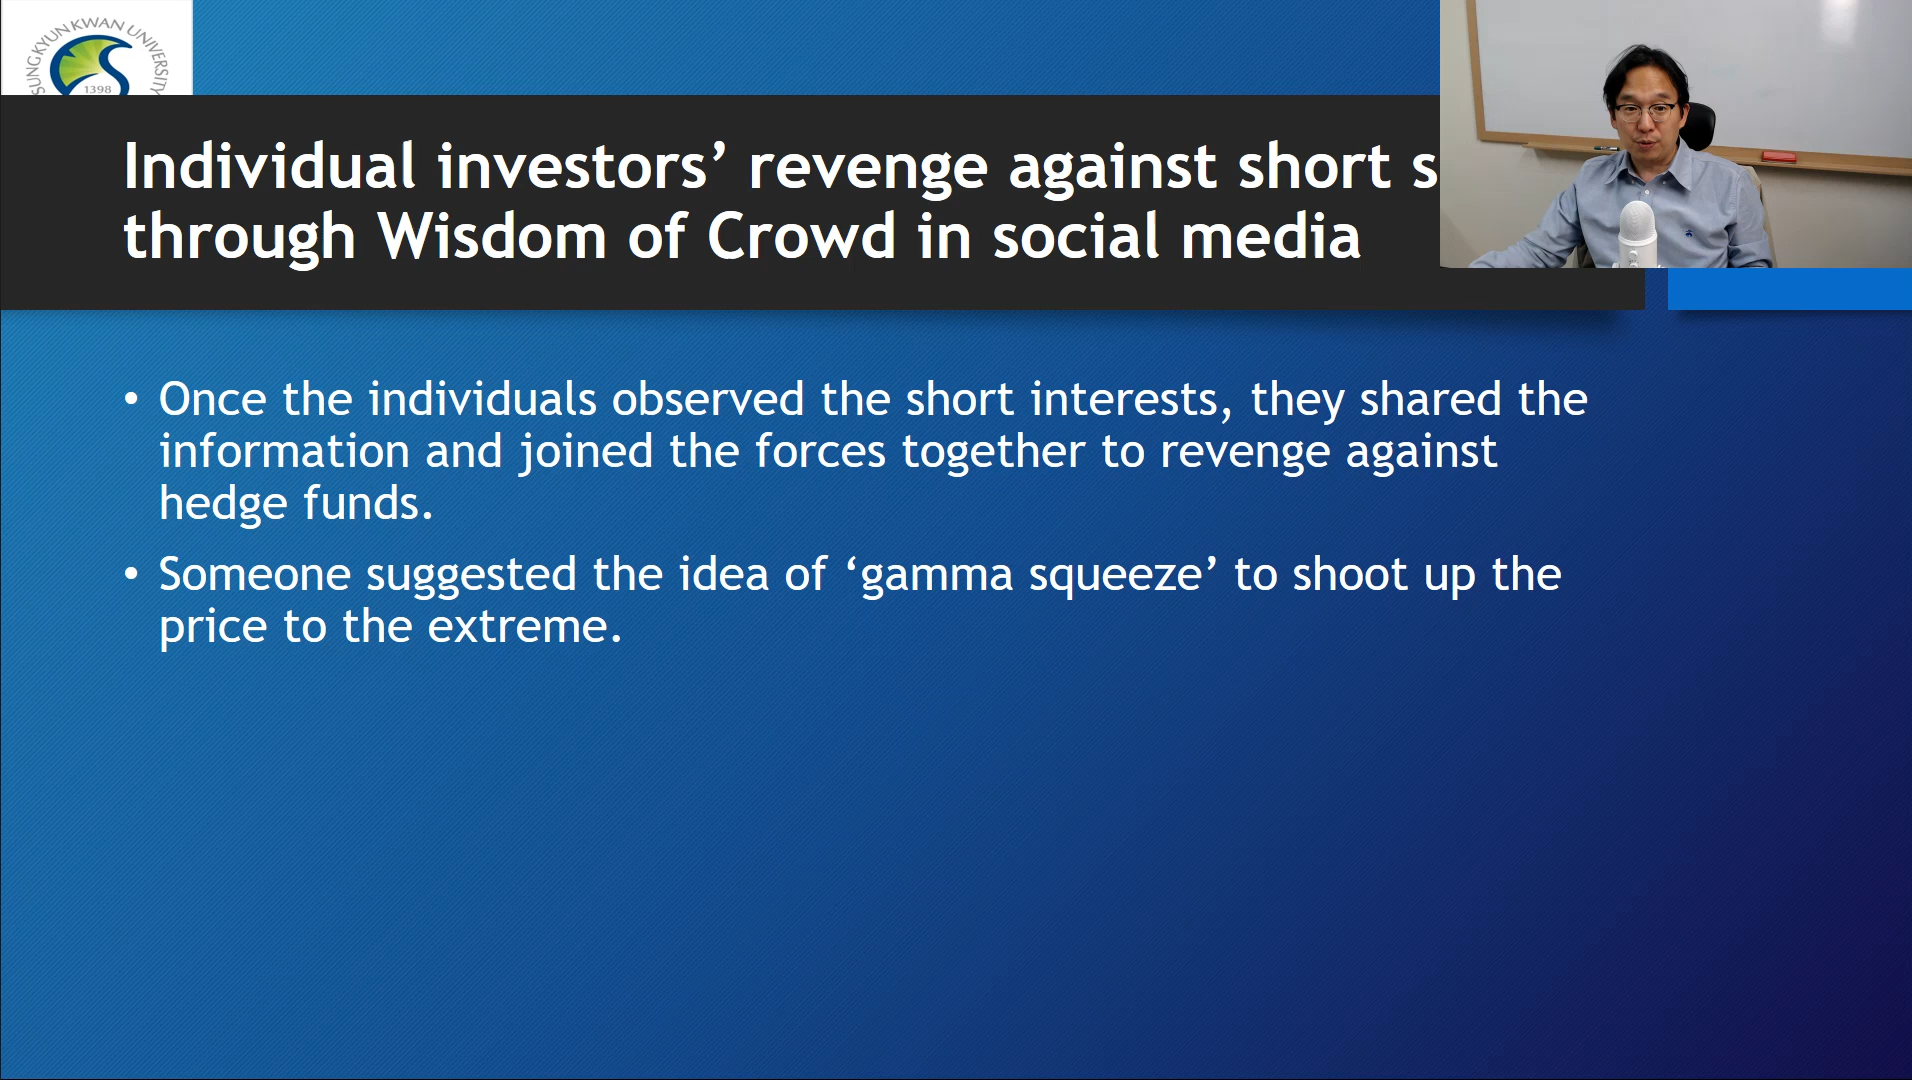 SUNGKYUNKWAN UNIVERSITY
1398
Individual investors’ revenge against short
through Wisdom of Crowd in social media
• Once the individuals observed the short interests, they shared the
information and joined the forces together to revenge against
hedge funds.
• Someone suggested the idea of ‘gamma squeeze’ to shoot up the
price to the extreme.